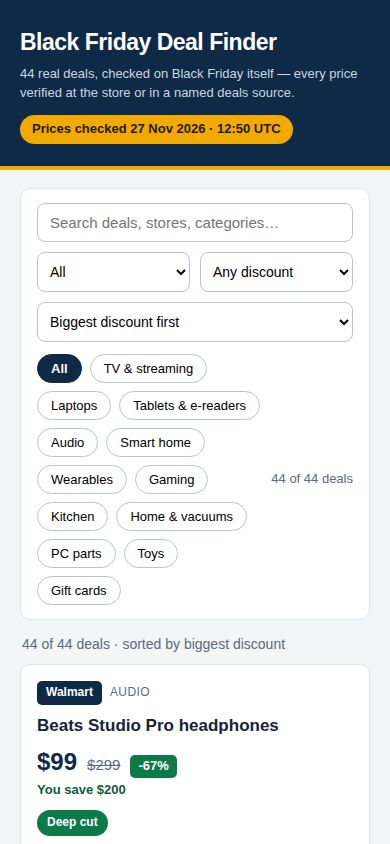 Black Friday Deal Finder
44 real deals, checked on Black Friday itself — every price
verified at the store or in a named deals source.
Prices checked 27 Nov 2026 · 12:50 UTC
Search deals, stores, categories…
All Any discount
Biggest discount first
All TV & streaming
Laptops Tablets & e-readers
Audio Smart home
Wearables Gaming 44 of 44 deals
Kitchen Home & vacuums
PC parts Toys
Gift cards
44 of 44 deals · sorted by biggest discount
Walmart AUDIO
Beats Studio Pro headphones
$99 $299 -67%
You save $200
Deep cut